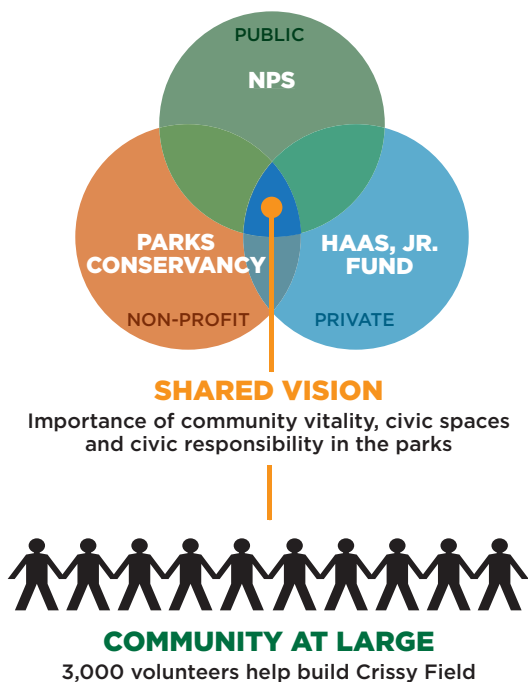 PUBLIC
NPS
PARKS
CONSERVANCY
HAAS, JR.
FUND
NON-PROFIT
PRIVATE
SHARED VISION
Importance of community vitality, civic spaces
and civic responsibility in the parks
COMMUNITY AT LARGE
3,000 volunteers help build Crissy Field